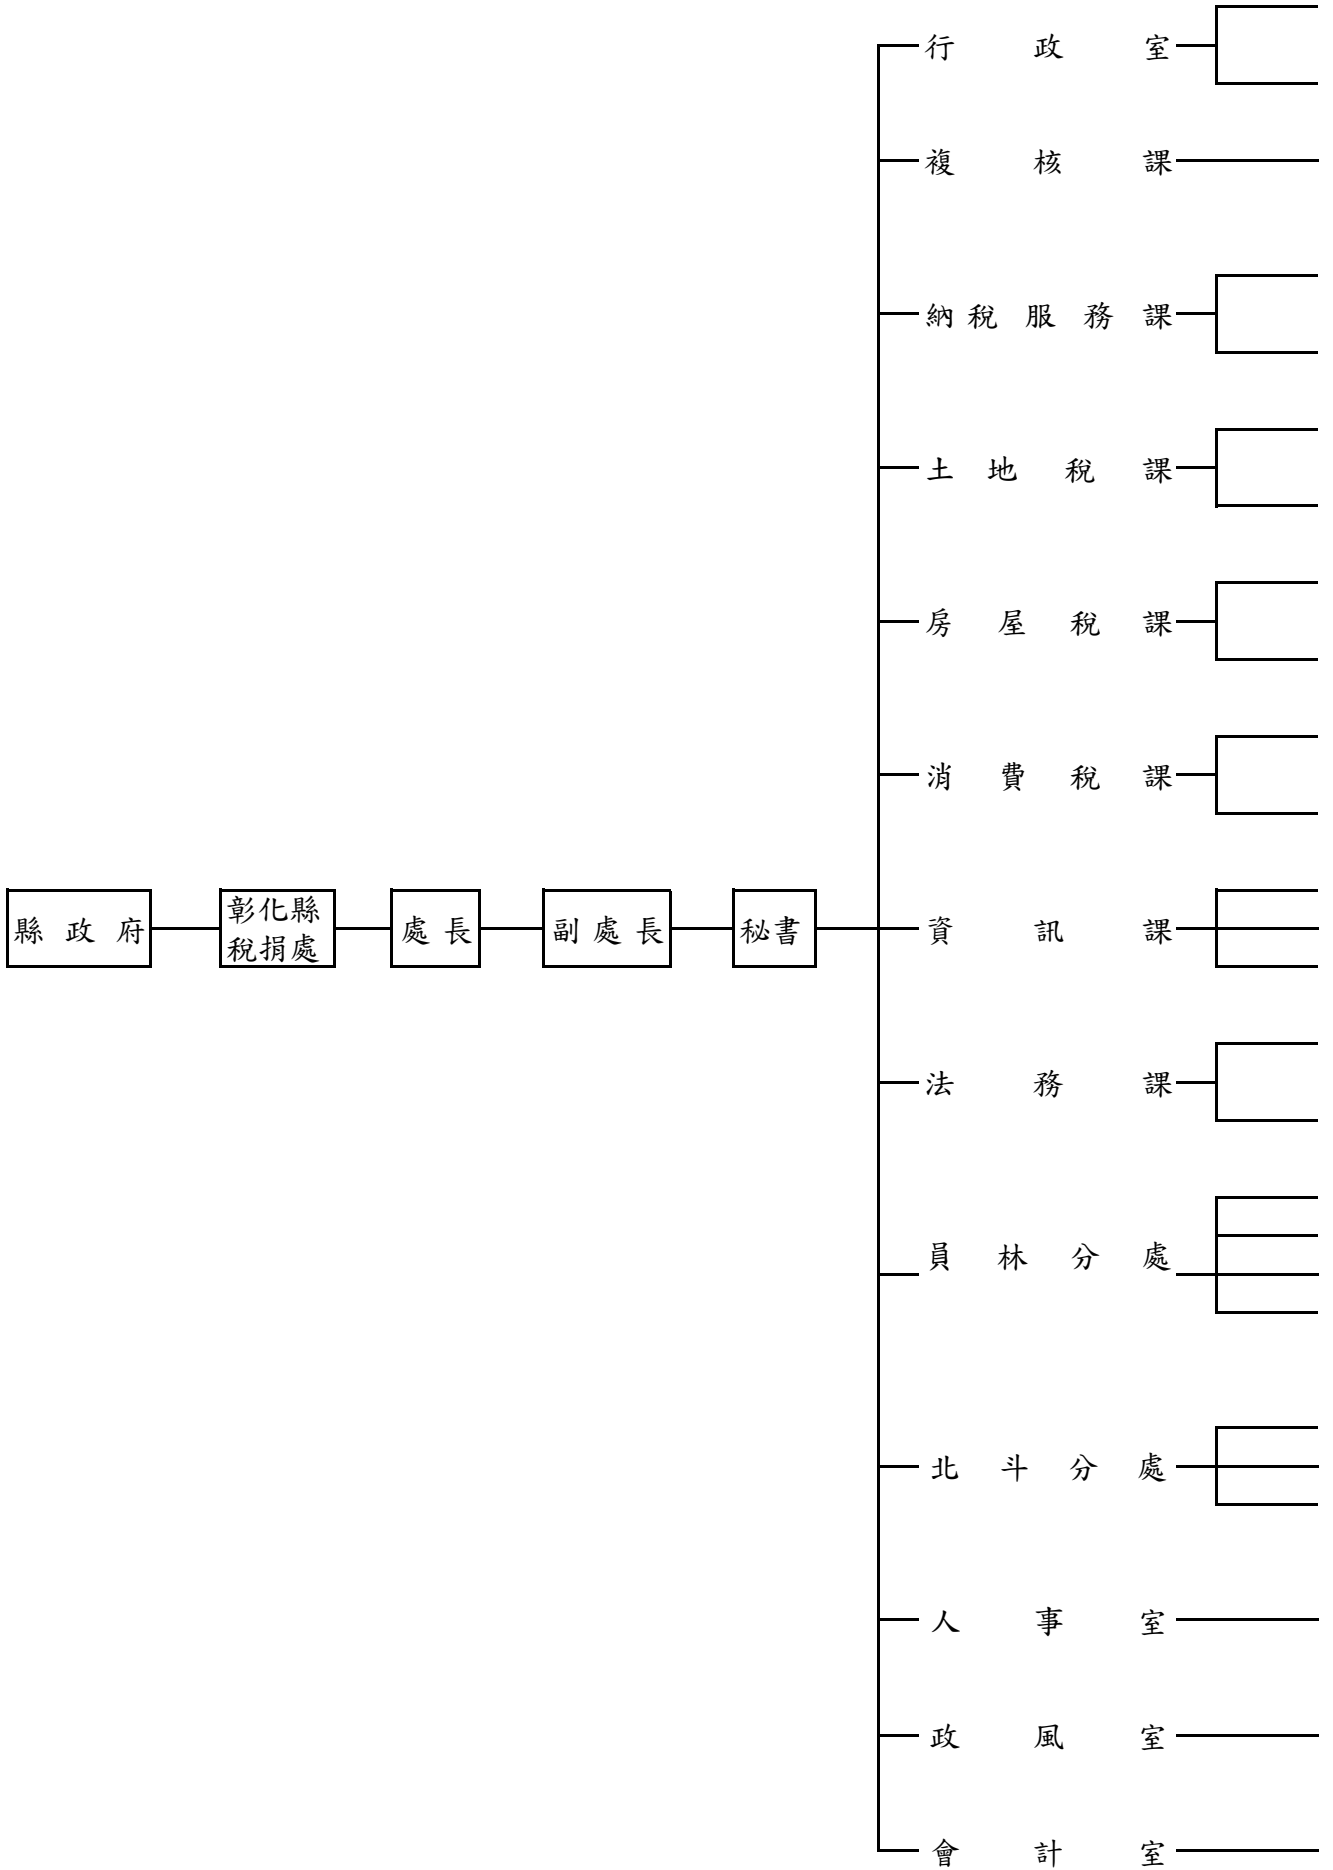 行政室
複核課
納稅服務課
土地稅課
房屋稅課
消費稅課
縣政府
彰化縣
稅捐處
處長
副處長
秘書
資訊課
法務課
員林分處
北斗分處
人事室
政風室
會計室